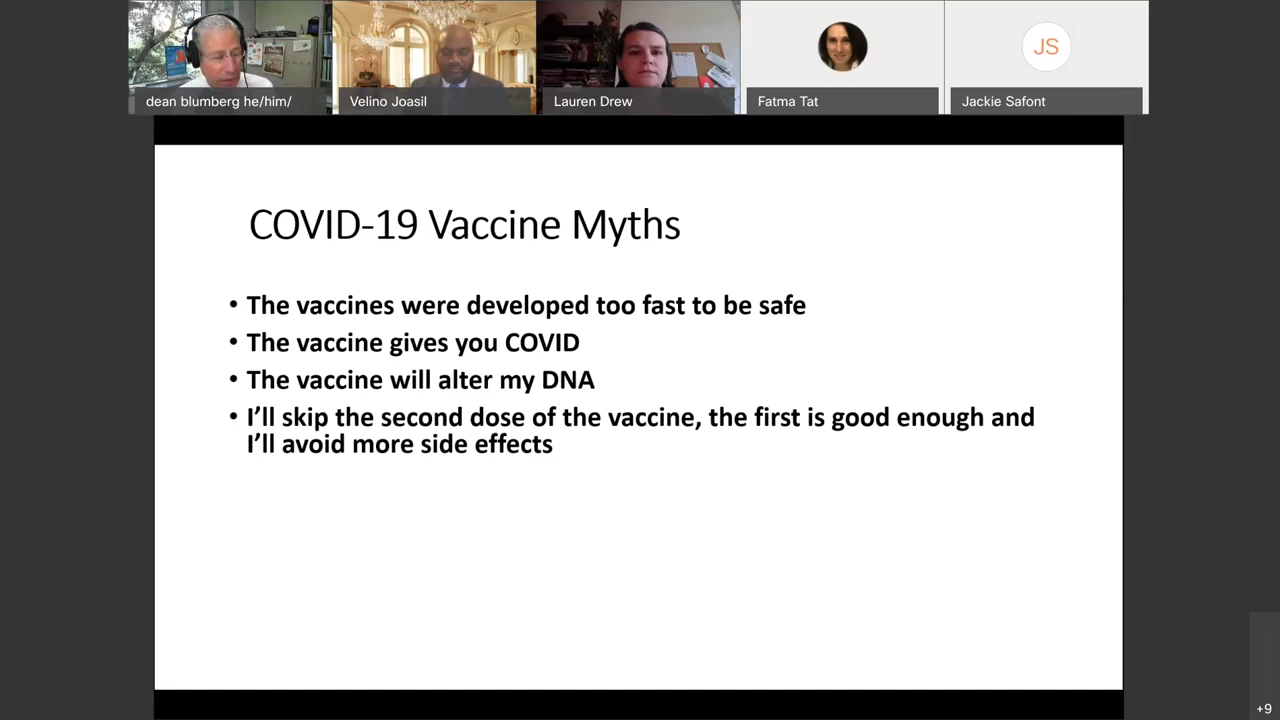 dean blumberg he/him/
Velino Joasil
Lauren Drew
Fatma Tat
JS
Jackie Safont
COVID-19 Vaccine Myths
• The vaccines were developed too fast to be safe
• The vaccine gives you COVID
• The vaccine will alter my DNA
• I’ll skip the second dose of the vaccine, the first is good enough and
I’ll avoid more side effects
+9